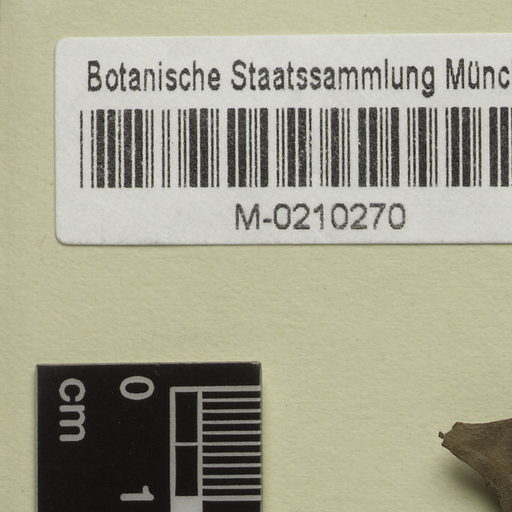 Botanische Staatssammlung Münc
M-0210270
cm
0
1